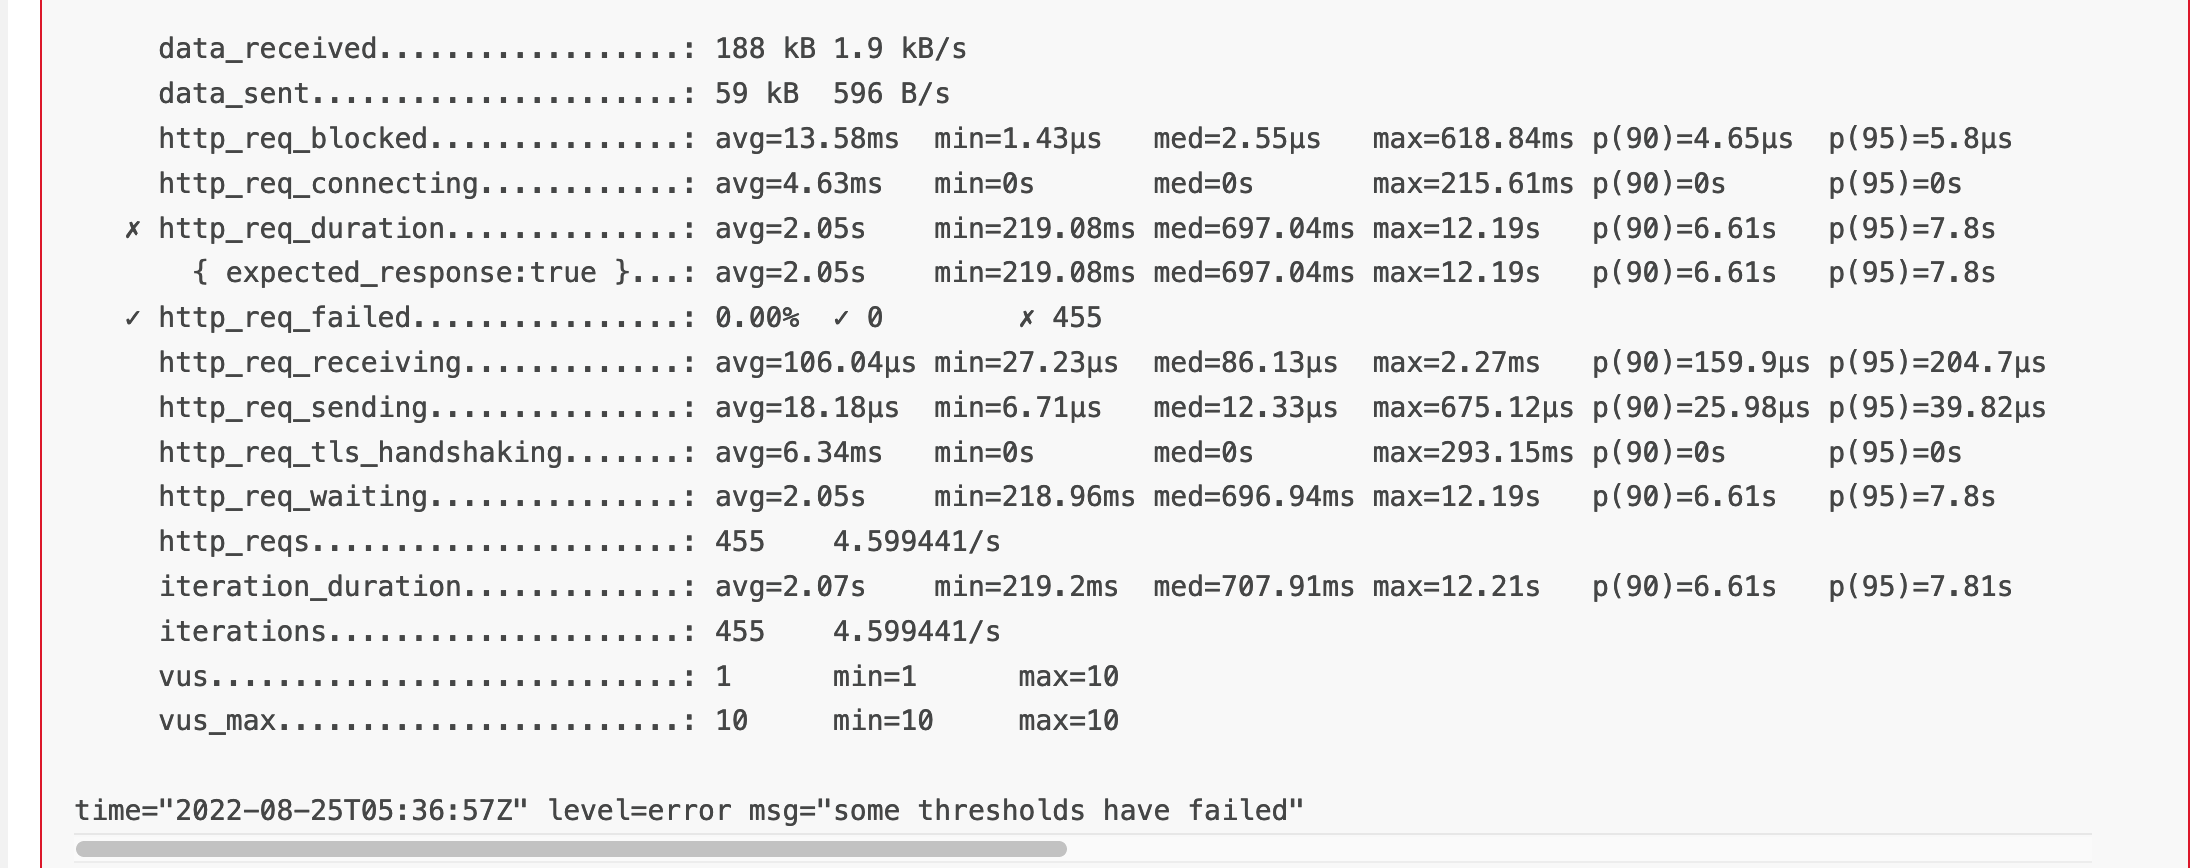 data_received..................: 188 kB 1.9 kB/s
data_sent......................: 59 kB  596 B/s
http_req_blocked...............: avg=13.58ms  min=1.43µs   med=2.55µs   max=618.84ms p(90)=4.65µs  p(95)=5.8µs
http_req_connecting............: avg=4.63ms   min=0s       med=0s       max=215.61ms p(90)=0s      p(95)=0s
✗ http_req_duration..............: avg=2.05s    min=219.08ms med=697.04ms max=12.19s   p(90)=6.61s   p(95)=7.8s
{ expected_response:true }...: avg=2.05s    min=219.08ms med=697.04ms max=12.19s   p(90)=6.61s   p(95)=7.8s
✓ http_req_failed................: 0.00%  ✓ 0          ✗ 455
http_req_receiving.............: avg=106.04µs min=27.23µs  med=86.13µs  max=2.27ms   p(90)=159.9µs p(95)=204.7µs
http_req_sending...............: avg=18.18µs  min=6.71µs   med=12.33µs  max=675.12µs p(90)=25.98µs p(95)=39.82µs
http_req_tls_handshaking.......: avg=6.34ms   min=0s       med=0s       max=293.15ms p(90)=0s      p(95)=0s
http_req_waiting...............: avg=2.05s    min=218.96ms med=696.94ms max=12.19s   p(90)=6.61s   p(95)=7.8s
http_reqs......................: 455    4.599441/s
iteration_duration.............: avg=2.07s    min=219.2ms  med=707.91ms max=12.21s   p(90)=6.61s   p(95)=7.81s
iterations.....................: 455    4.599441/s
vus............................: 1      min=1      max=10
vus_max........................: 10     min=10     max=10
time="2022-08-25T05:36:57Z" level=error msg="some thresholds have failed"